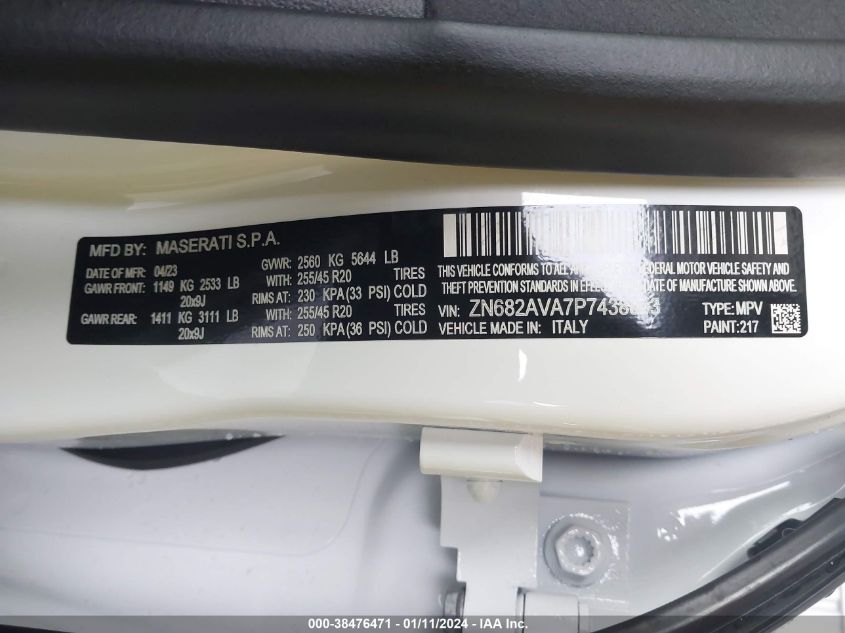 MFD BY: MASERATI S.P.A.
DATE OF MFR: 04/23 GVWR: 2560 KG 5644 LB
GAWR FRONT: 1149 KG 2533 LB WITH: 255/45 R20 TIRES
20x9J RIMS AT: 230 KPA (33 PSI) COLD
GAWR REAR: 1411 KG 3111 LB WITH: 255/45 R20 TIRES
20x9J RIMS AT: 250 KPA (36 PSI) COLD
THIS VEHICLE CONFORMS TO ALL FEDERAL MOTOR VEHICLE SAFETY AND
THEFT PREVENTION STANDARDS IN EFFECT DATE OF MANUFACTURE SHOWN ABOVE.
VIN: TYPE: MPV
VEHICLE MADE IN: ITALY PAINT: 217
000-38476471 - 01/11/2024 - IAA Inc.